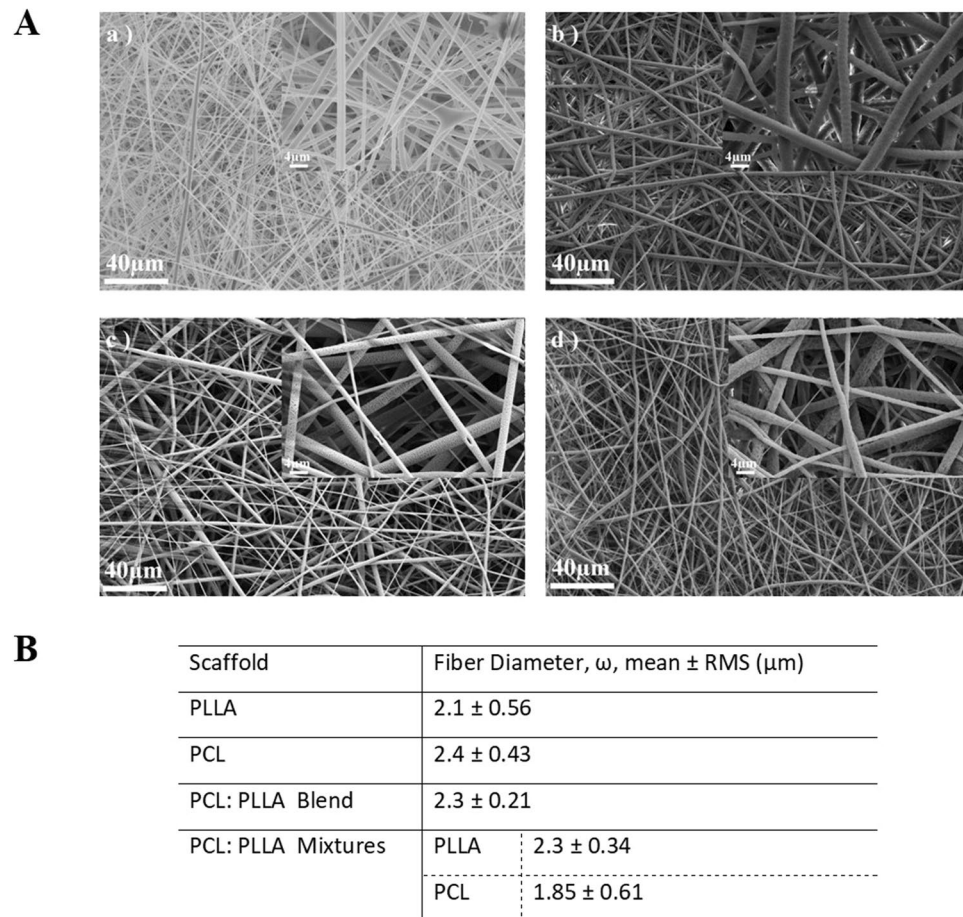 A
a )
4μm
40μm
b )
4μm
40μm
c )
4μm
40μm
d )
4μm
40μm
B
Scaffold Fiber Diameter, ω, mean ± RMS (μm)
PLLA 2.1 ± 0.56
PCL 2.4 ± 0.43
PCL: PLLA Blend 2.3 ± 0.21
PCL: PLLA Mixtures PLLA 2.3 ± 0.34
PCL 1.85 ± 0.61